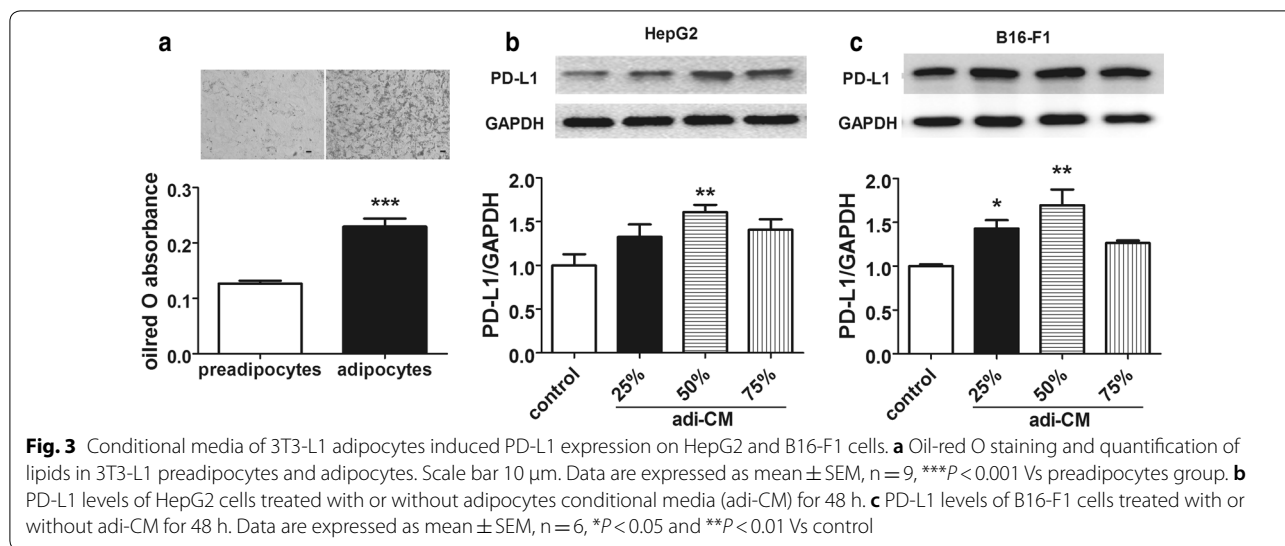 a
b
HepG2
c
B16-F1
PD-L1
GAPDH
PD-L1
GAPDH
oilred O absorbance
0.3
0.2
0.1
0.0
***
preadipocytes
adipocytes
PD-L1/GAPDH
2.0
1.5
1.0
0.5
0.0
**
control
25%
50%
75%
adi-CM
PD-L1/GAPDH
2.0
1.5
1.0
0.5
0.0
*
**
control
25%
50%
75%
adi-CM
Fig. 3 Conditional media of 3T3-L1 adipocytes induced PD-L1 expression on HepG2 and B16-F1 cells. a Oil-red O staining and quantification of
lipids in 3T3-L1 preadipocytes and adipocytes. Scale bar 10 μm. Data are expressed as mean ± SEM, n = 9, ***P < 0.001 Vs preadipocytes group. b
PD-L1 levels of HepG2 cells treated with or without adipocytes conditional media (adi-CM) for 48 h. c PD-L1 levels of B16-F1 cells treated with or
without adi-CM for 48 h. Data are expressed as mean ± SEM, n = 6, *P < 0.05 and **P < 0.01 Vs control